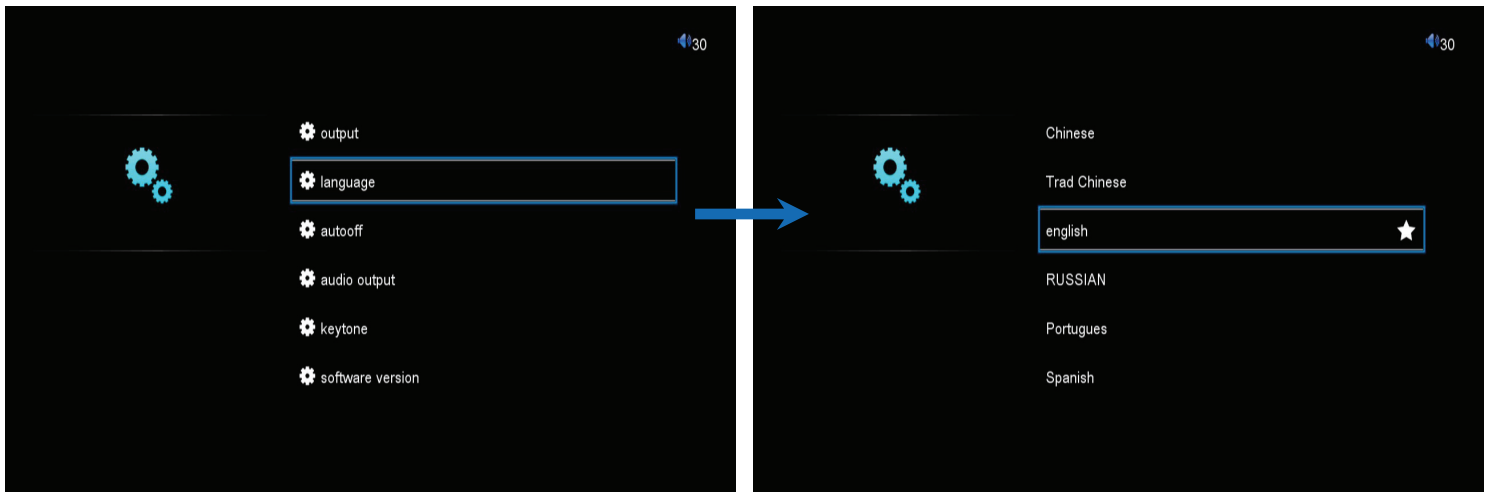 30
output
language
autooff
audio output
keytone
software version
30
Chinese
Trad Chinese
english
RUSSIAN
Portugues
Spanish